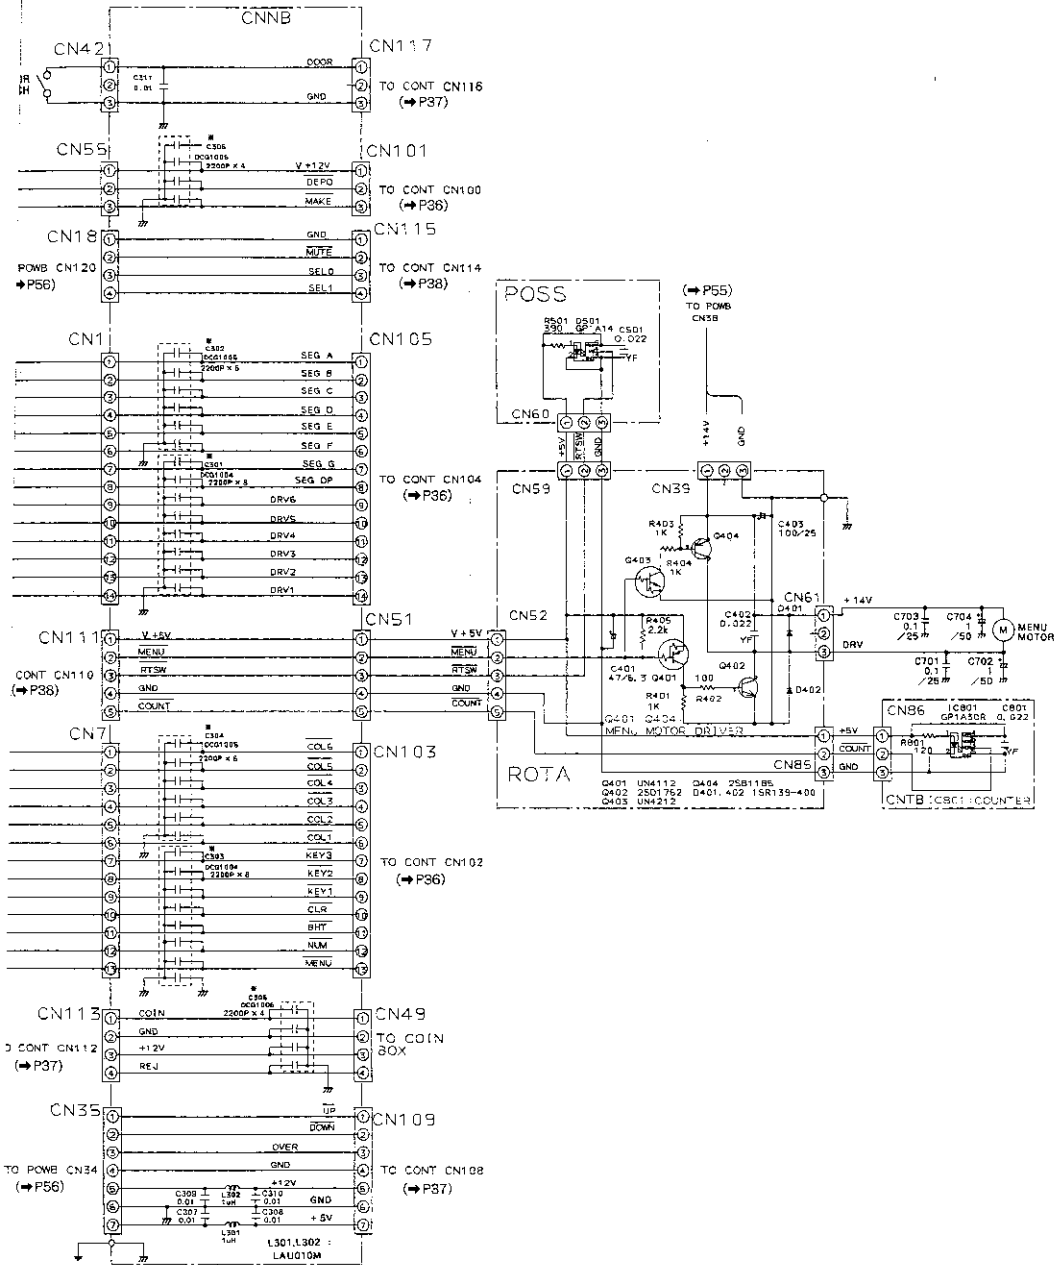 CNNB
CN42
CN117
DOOR
C311
0.01
GND
TO CONT CN116
(➡P37)
CN55
CN101
C306
DCG1005
2200P × 4
V +12V
DEPO
MAKE
TO CONT CN100
(➡P36)
CN18
CN115
GND
MUTE
SEL0
SEL1
POWB CN120
➡P56)
TO CONT CN114
(➡P38)
CN1
CN105
C302
2200P × 6
SEG A
SEG B
SEG C
SEG D
SEG E
SEG F
SEG G
SEG DP
C301
DCG1004
2200P × 8
DRV6
DRV5
DRV4
DRV3
DRV2
DRV1
TO CONT CN104
(➡P36)
CN111
CN51
V +5V
MENU
RTSW
GND
COUNT
CONT CN110
(➡P38)
CN7
CN103
C304
DCG1005
2200P × 6
COL6
COL5
COL4
COL3
COL2
COL1
C303
DCG1004
2200P × 8
KEY3
KEY2
KEY1
CLR
BHT
NUM
MENU
TO CONT CN102
(➡P36)
CN113
CN49
COIN
GND
+12V
REJ
C305
DCG1006
2200P × 4
CONT CN112
(➡P37)
TO COIN
BOX
CN35
CN109
UP
DOWN
OVER
GND
+12V
GND
+5V
TO POWB CN34
(➡P56)
TO CONT CN108
(➡P37)
C309
0.01
L302
1uH
C310
0.01
C307
0.01
L301
1uH
C308
0.01
L301,L302 :
LAU010M
POSS
R501
390
D501
GP1A14
C501
0.022
YF
CN60
+5V
RTSW
GND
CN59
(➡P55)
TO POWB
CN38
+14V
GND
CN39
R403
1K
Q404
C403
100/25
Q403
R404
1K
CN52
V +5V
MENU
RTSW
GND
COUNT
R405
2.2k
C402
0.022
YF
D401
C401
47/6.3
Q401
Q402
100
R402
R401
1K
D402
Q401 Q404
MENU MOTOR DRIVER
ROTA
Q401 UN4112 Q404 2SB1185
Q402 2SD1762 D401,402 1SR139-400
Q403 UN4212
CN61
+14V
DRV
C703
0.1
/25
C704
1
/50
C701
0.1
/25
C702
1
/50
M
MENU
MOTOR
CN85
+5V
COUNT
GND
CN86
R801
120
IC801
GP1A30R
C801
0.022
YF
CNTB
IC801:COUNTER